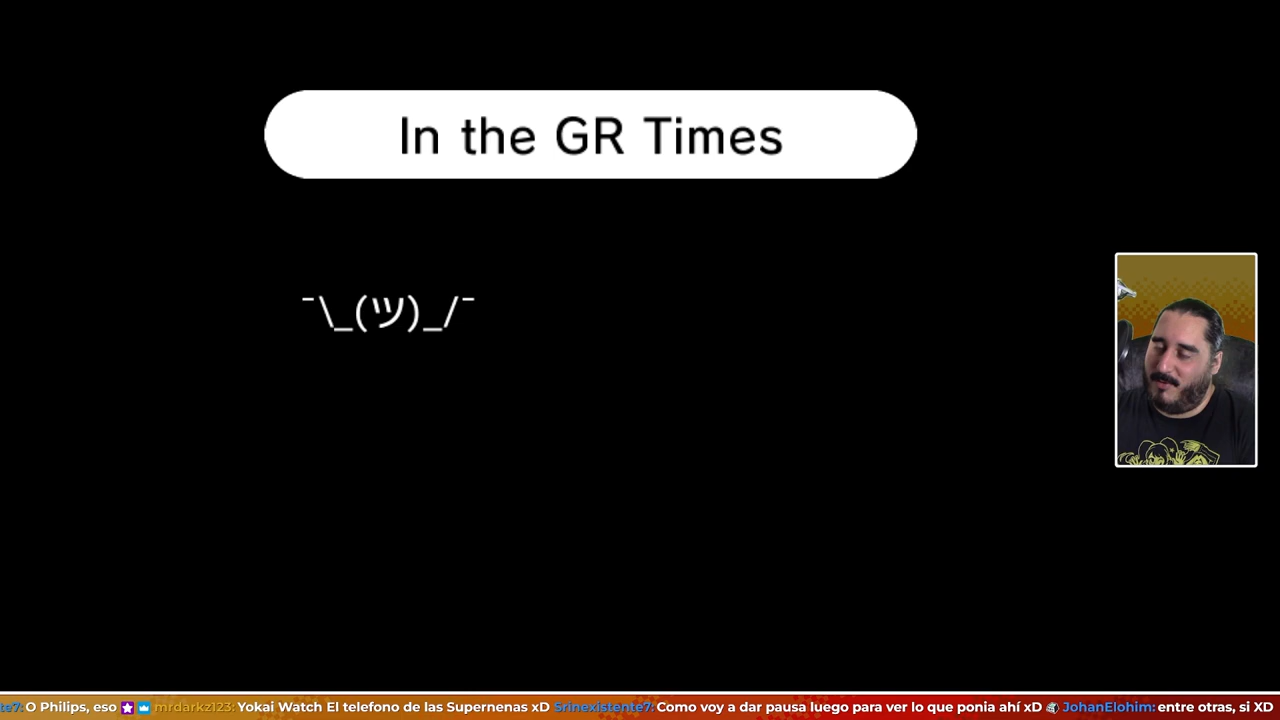 In the GR Times
¯\_(ツ)_/¯
te7: O Philips, eso mrdarkz123: Yokai Watch El telefono de las Supernenas xD Srinexistente7: Como voy a dar pausa luego para ver lo que ponia ahí xD JohanElohim: entre otras, si XD